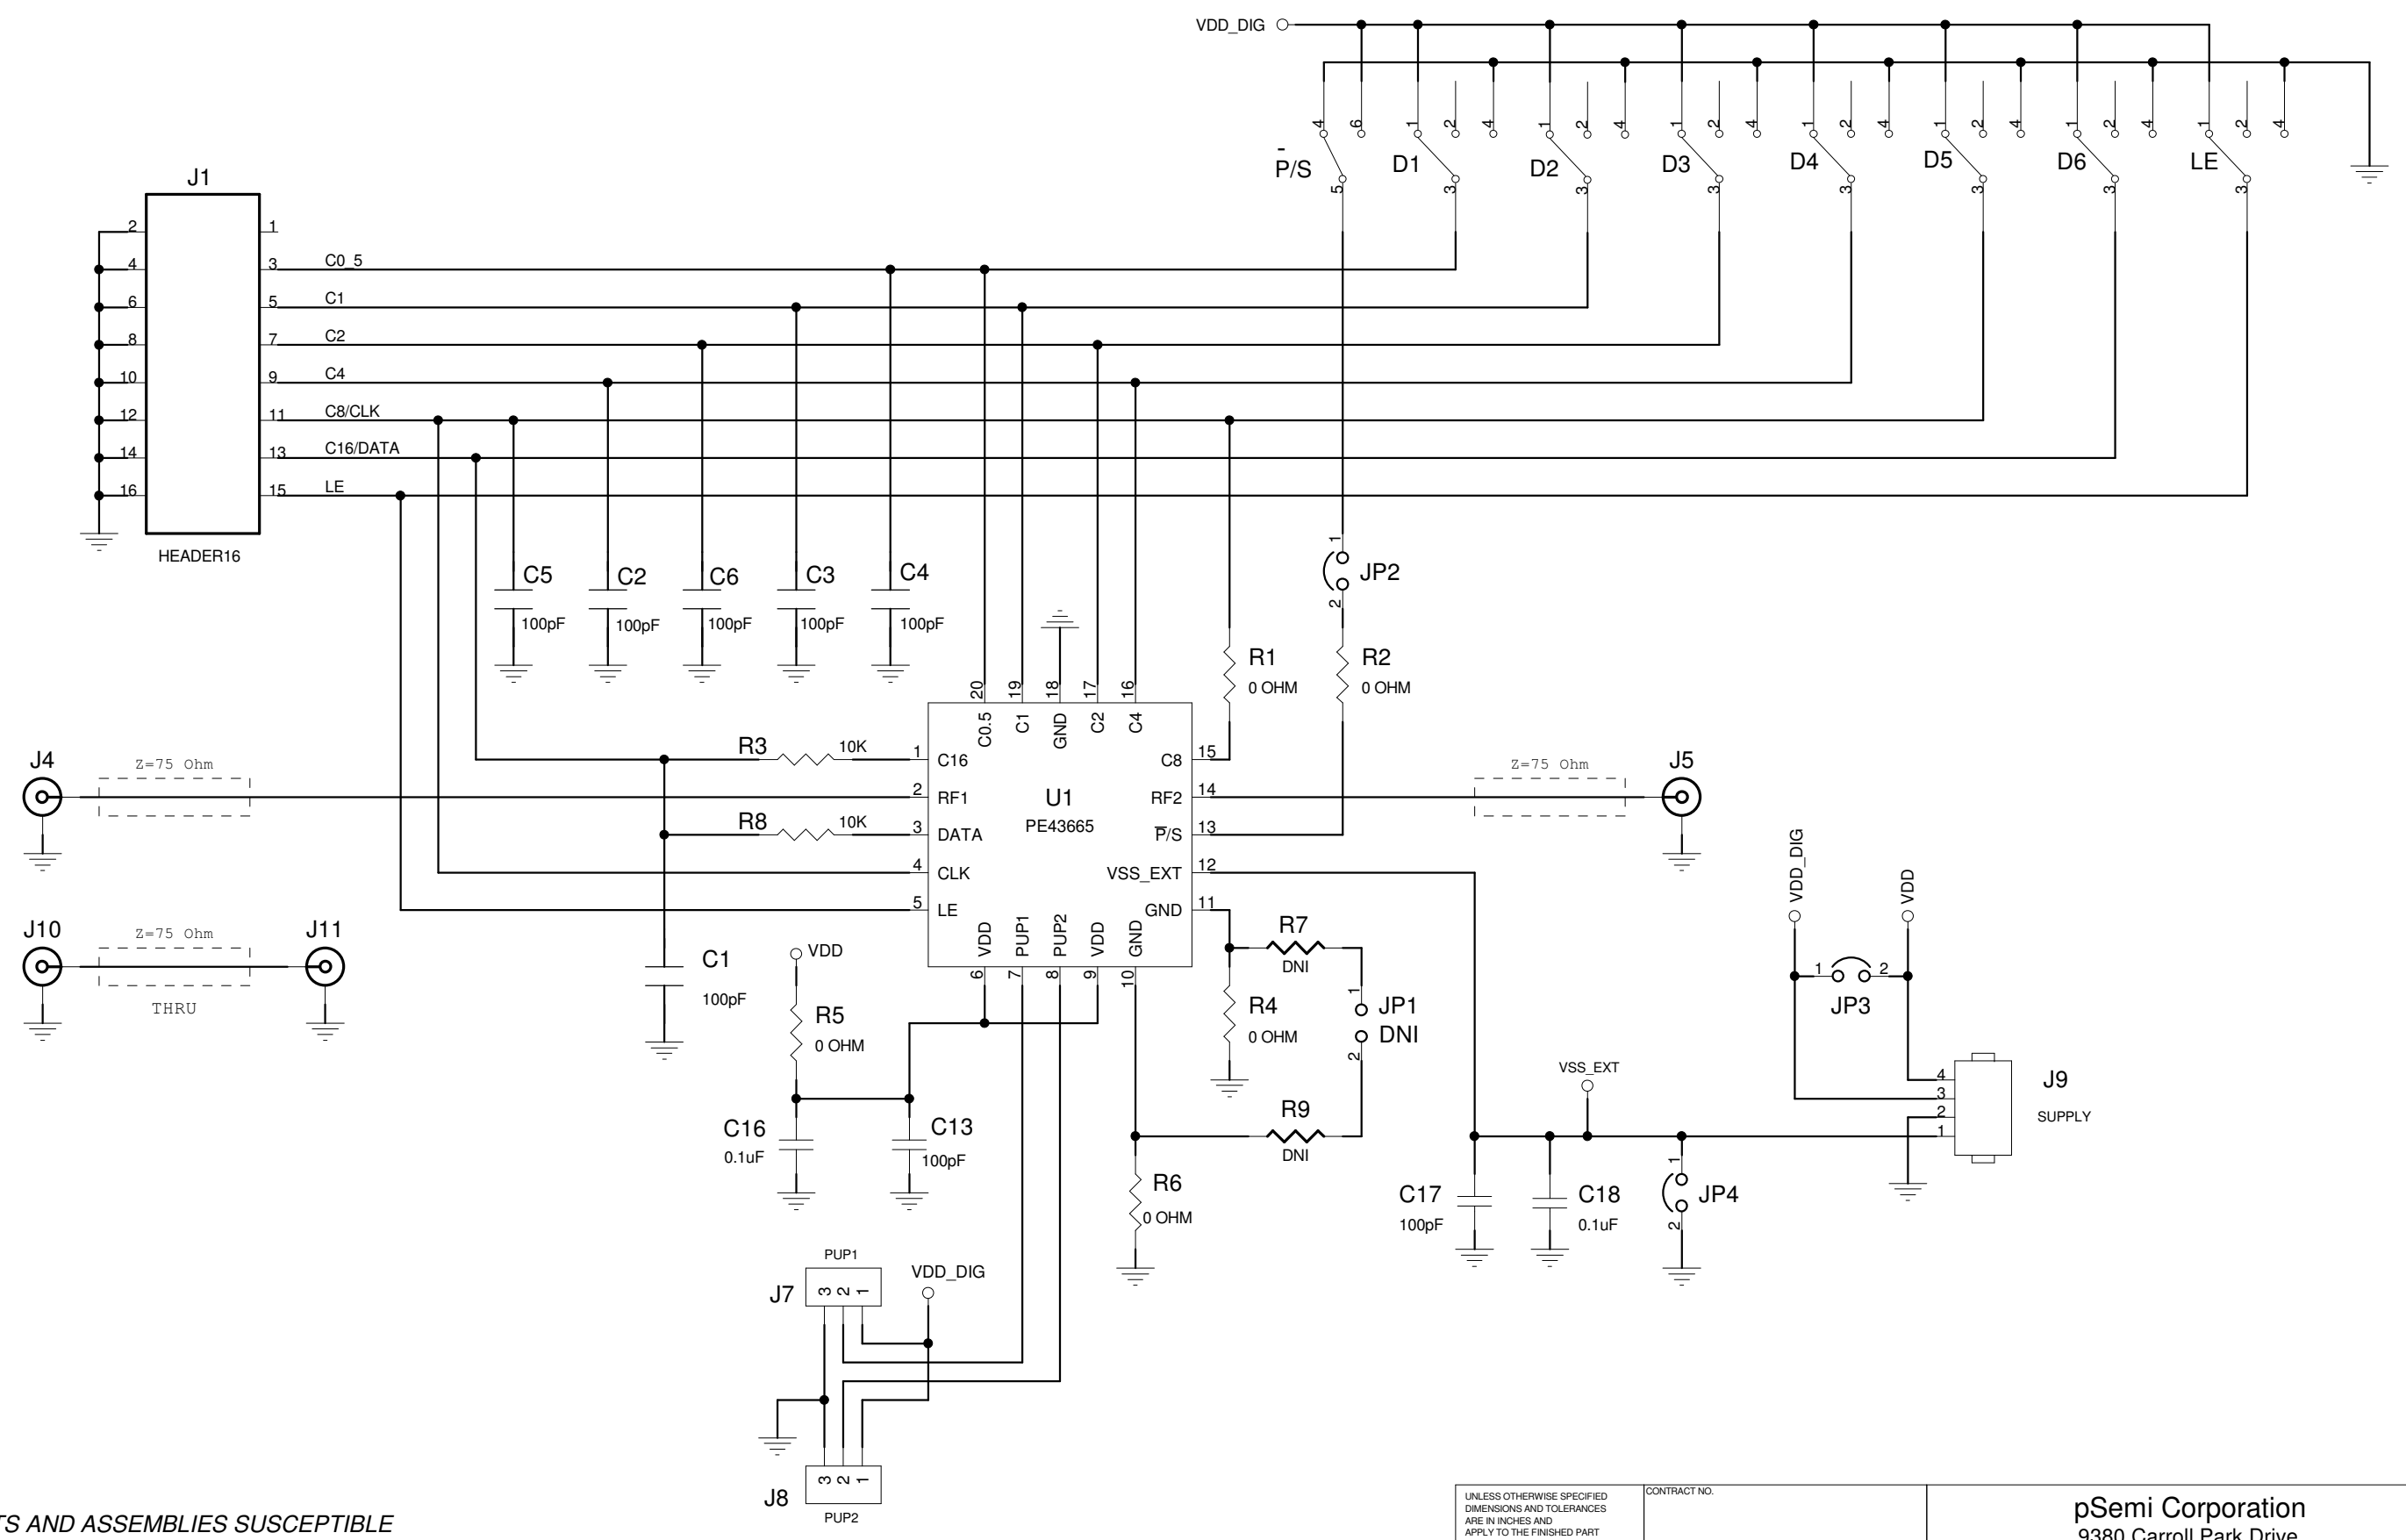 VDD_DIG
4 6 1 2 4 1 2 4 1 2 4 1 2 4 1 2 4 1 2 4 1 2 4
P/S D1 D2 D3 D4 D5 D6 LE
5 3 3 3 3 3 3 3
J1
2 1
4 3 C0_5
6 5 C1
8 7 C2
10 9 C4
12 11 C8/CLK
14 13 C16/DATA
16 15 LE
HEADER16
C5
100pF
C2
100pF
C6
100pF
C3
100pF
C4
100pF
1
JP2
2
R1
0 OHM
R2
0 OHM
20 19 18 17 16
C0.5 C1 GND C2 C4
R3 10K 1 C16
C8 15
J4
Z=75 Ohm
2 RF1
U1
PE43665
RF2 14
Z=75 Ohm
J5
R8 10K 3 DATA
P̅/S 13
4 CLK
VSS_EXT 12
5 LE
GND 11
VDD PUP1 PUP2 VDD GND
6 7 8 9 10
J10
Z=75 Ohm
J11
THRU
C1
100pF
VDD
R5
0 OHM
C16
0.1uF
C13
100pF
R7
DNI
R4
0 OHM
1
JP1
DNI
2
R9
DNI
R6
0 OHM
VDD_DIG
VDD
1 2
JP3
VSS_EXT
4
3
2
1
J9
SUPPLY
C17
100pF
C18
0.1uF
1
JP4
2
PUP1
J7
3 2 1
VDD_DIG
J8
3 2 1
PUP2
TS AND ASSEMBLIES SUSCEPTIBLE
UNLESS OTHERWISE SPECIFIED
DIMENSIONS AND TOLERANCES
ARE IN INCHES AND
APPLY TO THE FINISHED PART
CONTRACT NO.
pSemi Corporation
9380 Carroll Park Drive